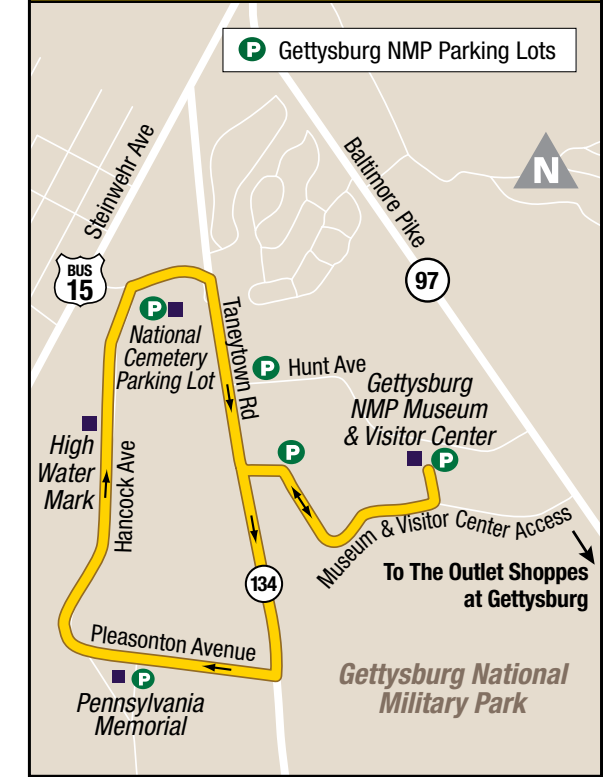 P Gettysburg NMP Parking Lots
Steinwehr Ave
Baltimore Pike
N
BUS
15
97
P
National
Cemetery
Parking Lot
Taneytown Rd
P Hunt Ave
Gettysburg
NMP Museum
& Visitor Center
P
P
High
Water
Mark
Hancock Ave
Museum & Visitor Center Access
To The Outlet Shoppes
at Gettysburg
134
Pleasonton Avenue
P
Pennsylvania
Memorial
Gettysburg National
Military Park